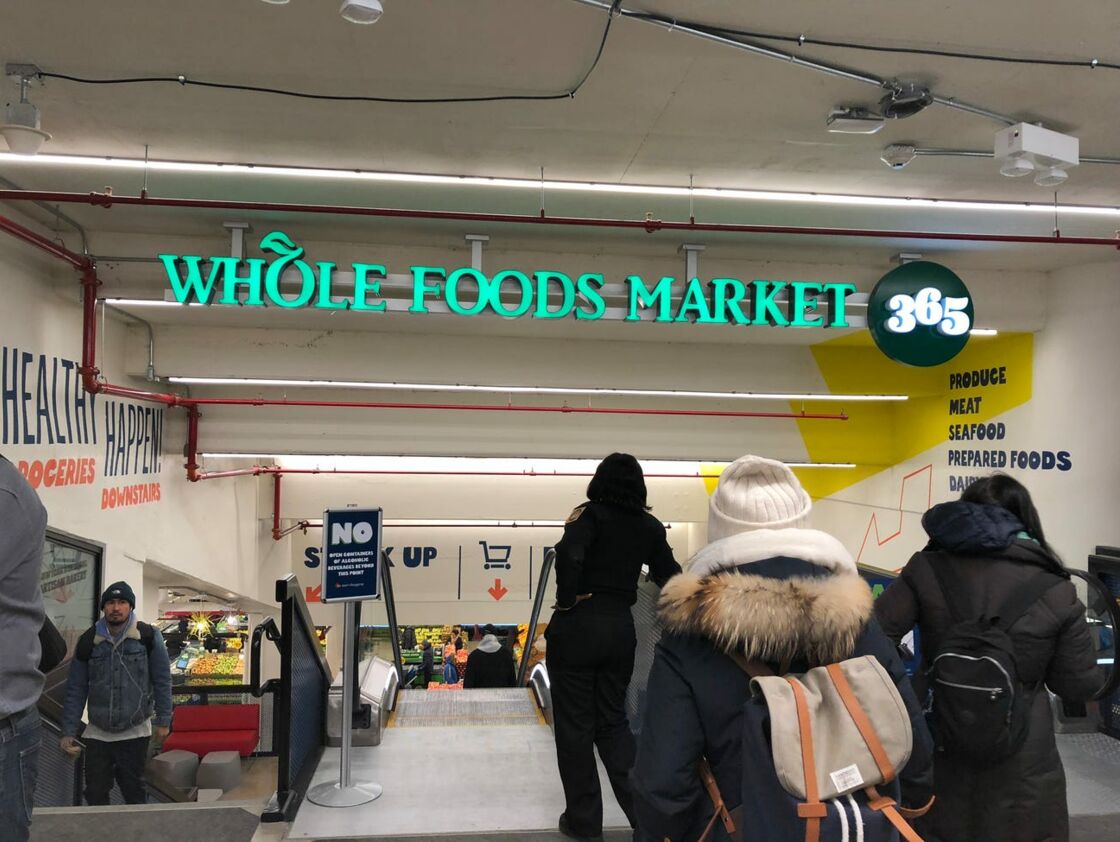 WHOLE FOODS MARKET 365
HEALTHY
HAPPEN!
GROCERIES
DOWNSTAIRS
PRODUCE
MEAT
SEAFOOD
PREPARED FOODS
NO
OPEN CONTAINERS
OF ALCOHOLIC
BEVERAGES BEYOND
THIS POINT
UP